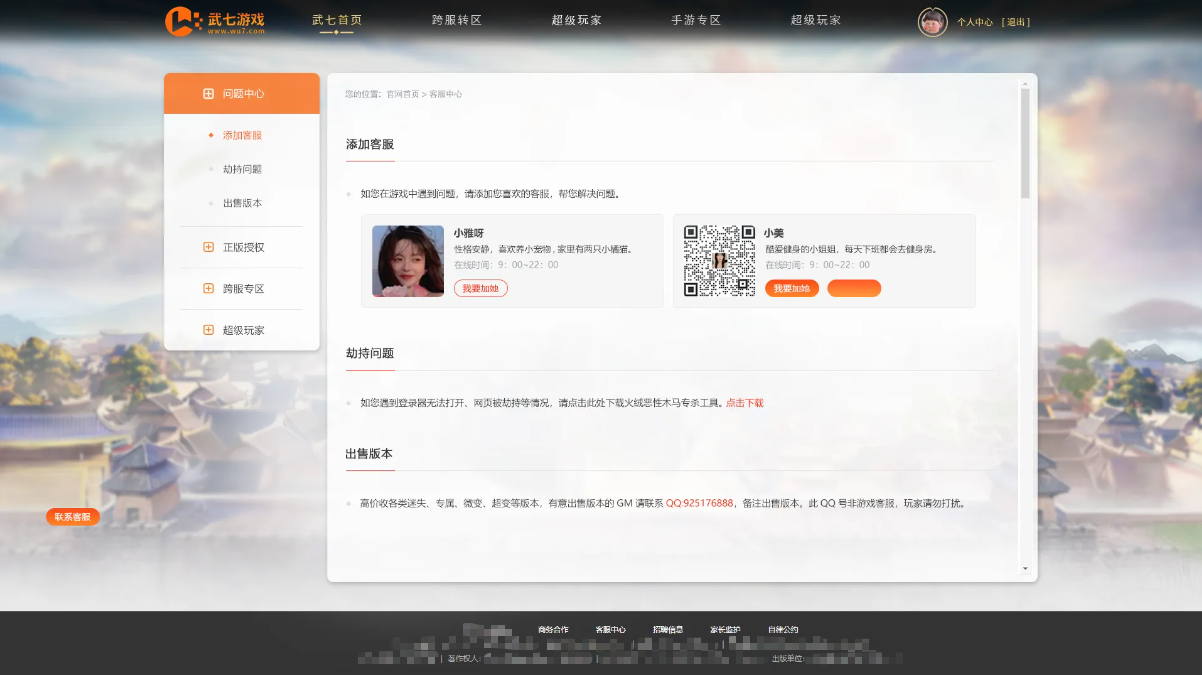 武七游戏
www.wu7.com
武七首页 跨服转区 超级玩家 手游专区 超级玩家
个人中心 [ 退出 ]
问题中心
添加客服
劫持问题
出售版本
正版授权
跨服专区
超级玩家
您的位置：官网首页 > 客服中心
添加客服
如您在游戏中遇到问题，请添加您喜欢的客服，帮您解决问题。
小雅呀
性格安静，喜欢养小宠物，家里有两只小橘猫。
在线时间：9：00~22：00
我要加她
小美
酷爱健身的小姐姐，每天下班都会去健身房。
在线时间：9：00~22：00
我要加她
劫持问题
如您遇到登录器无法打开、网页被劫持等情况，请点击此处下载火绒恶性木马专杀工具。点击下载
出售版本
高价收各类迷失、专属、微变、超变等版本，有意出售版本的 GM 请联系 QQ:925176888，备注出售版本，此 QQ 号非游戏客服，玩家请勿打扰。
联系客服
商务合作 客服中心 招聘信息 家长监护 自律公约
| 著作权人: | 出版单位: